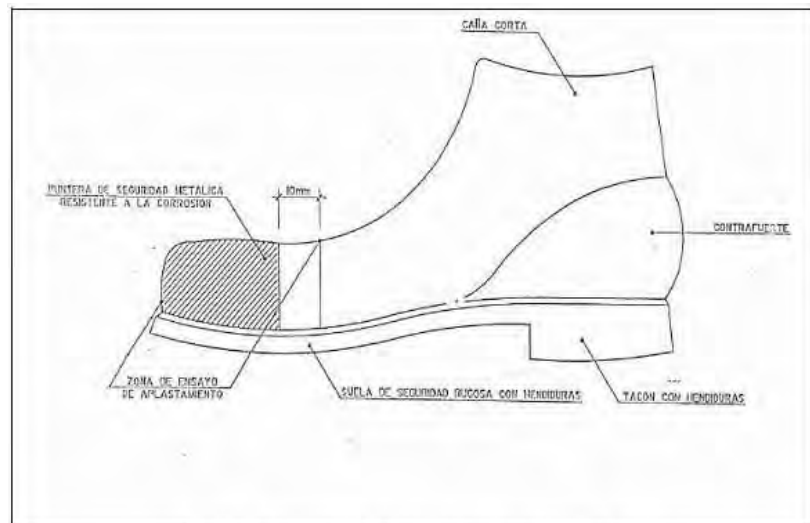 CAÑA CORTA
PUNTERA DE SEGURIDAD METALICA
RESISTENTE A LA CORROSION
10mm
CONTRAFUERTE
ZONA DE ENSAYO
DE APLASTAMIENTO
SUELA DE SEGURIDAD RUGOSA CON HENDIDURAS
TACON CON HENDIDURAS